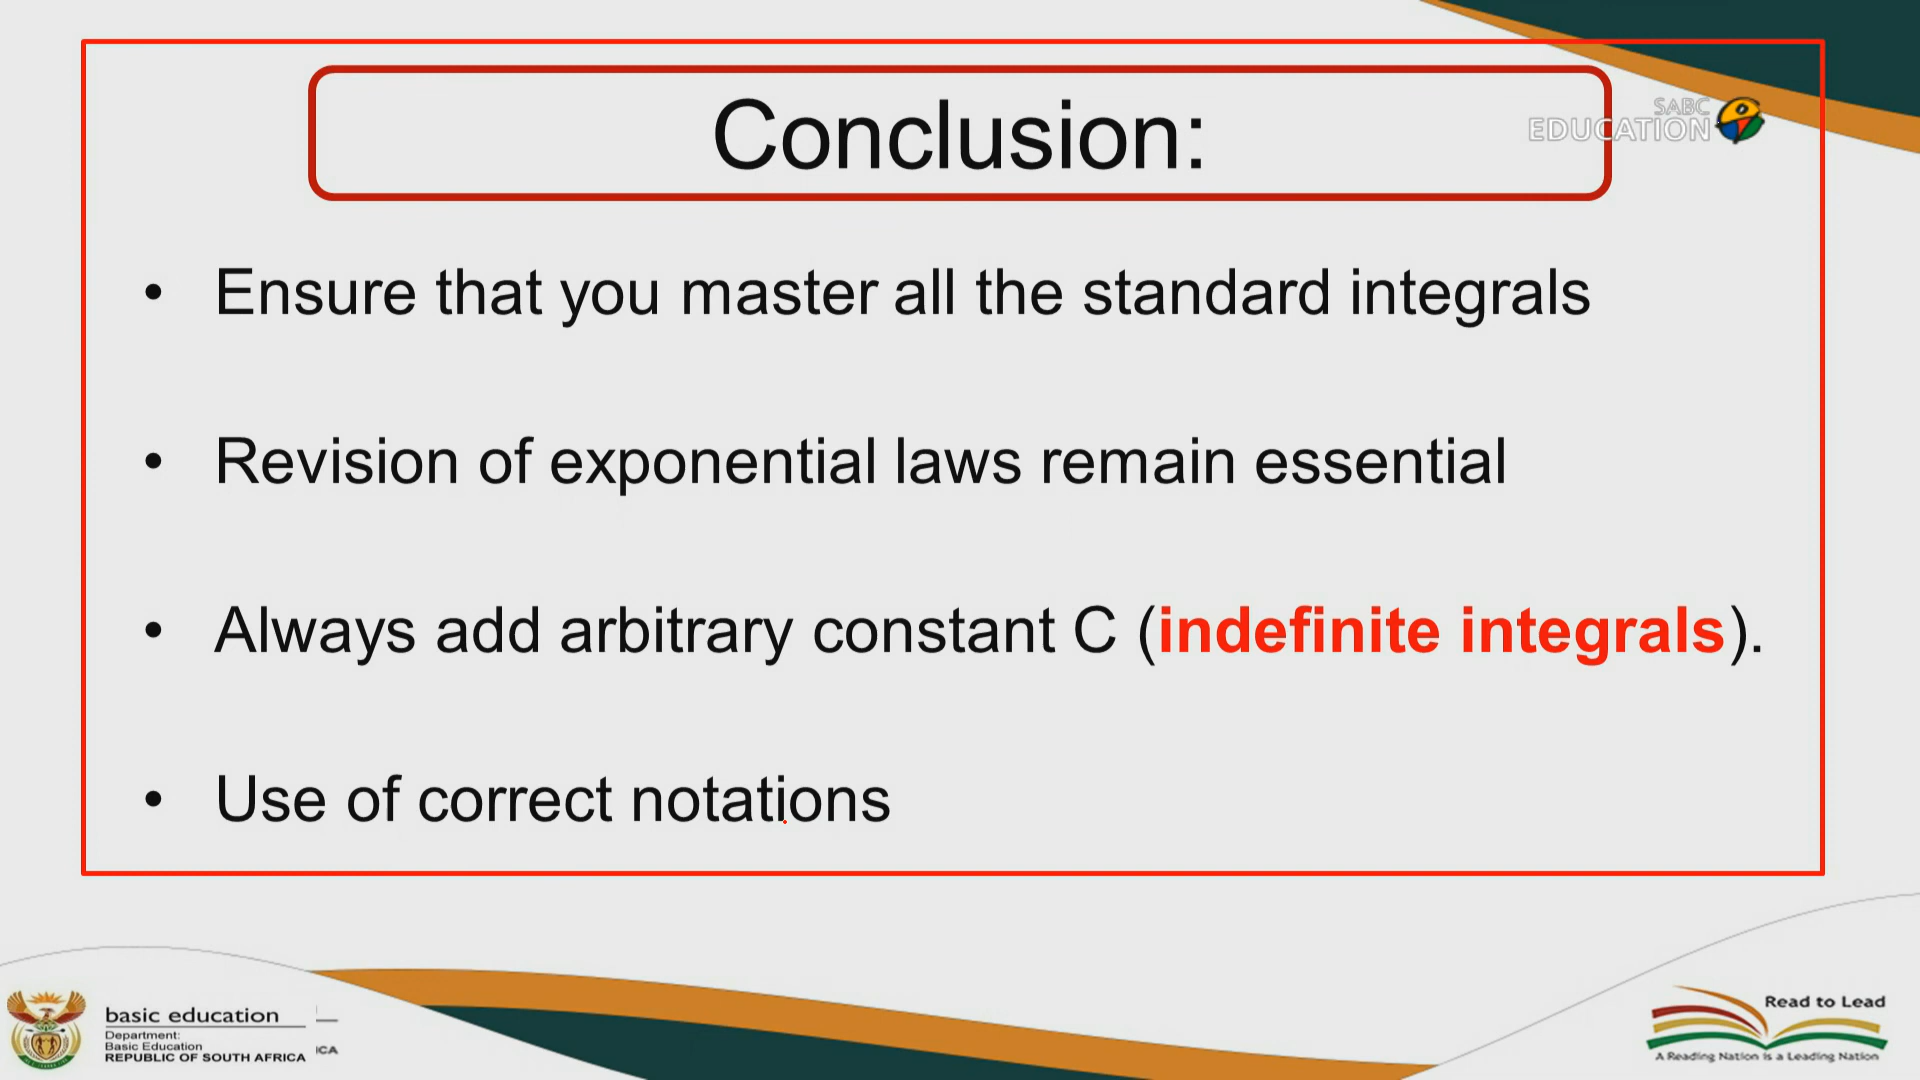 Conclusion:
SABC
EDUCATION
• Ensure that you master all the standard integrals
• Revision of exponential laws remain essential
• Always add arbitrary constant C (indefinite integrals).
• Use of correct notations
basic education
Department:
Basic Education
REPUBLIC OF SOUTH AFRICA
ICA
Read to Lead
A Reading Nation is a Leading Nation